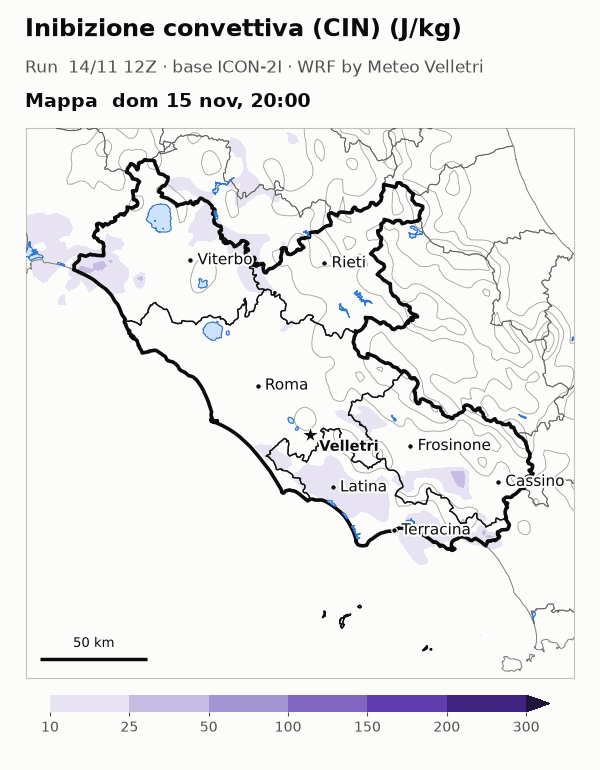 Inibizione convettiva (CIN) (J/kg)
Run  14/11 12Z · base ICON-2I · WRF by Meteo Velletri
Mappa  dom 15 nov, 20:00
Viterbo
Rieti
Roma
Velletri
Frosinone
Cassino
Latina
Terracina
50 km
10 25 50 100 150 200 300